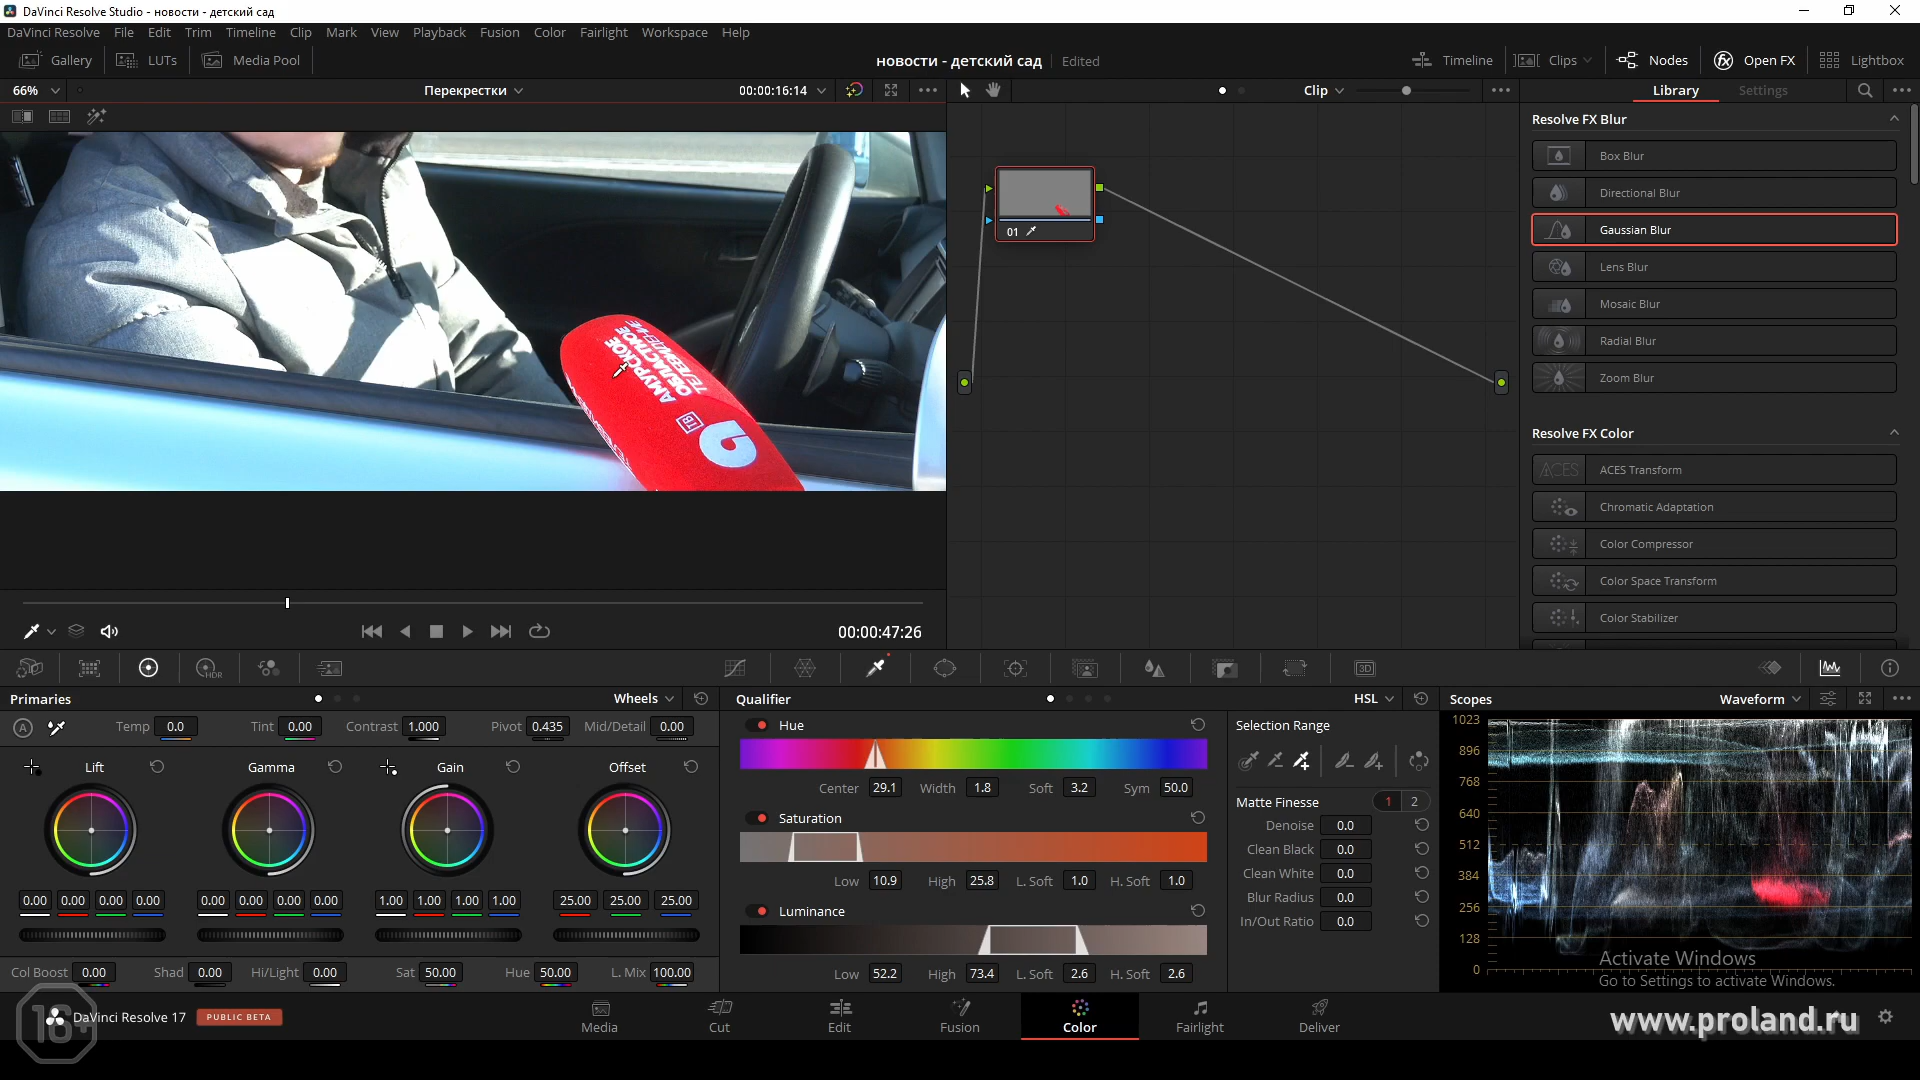 DaVinci Resolve Studio - новости - детский сад
DaVinci Resolve File Edit Trim Timeline Clip Mark View Playback Fusion Color Fairlight Workspace Help
Gallery LUTs Media Pool новости - детский сад Edited Timeline Clips Nodes Open FX Lightbox
66% Перекрестки 00:00:16:14 Clip Library Settings
Resolve FX Blur
Box Blur
Directional Blur
Gaussian Blur
Lens Blur
Mosaic Blur
Radial Blur
Zoom Blur
Resolve FX Color
ACES ACES Transform
Chromatic Adaptation
Color Compressor
Color Space Transform
Color Stabilizer
01
АМУРСКОЕ
ОБЛАСТНОЕ
ТЕЛЕВИДЕНИЕ
ТВ
00:00:47:26
HDR
3D
Primaries Wheels
A Temp 0.0 Tint 0.00 Contrast 1.000 Pivot 0.435 Mid/Detail 0.00
Lift Gamma Gain Offset
0.00 0.00 0.00 0.00 0.00 0.00 0.00 0.00 1.00 1.00 1.00 1.00 25.00 25.00 25.00
Col Boost 0.00 Shad 0.00 Hi/Light 0.00 Sat 50.00 Hue 50.00 L. Mix 100.00
Qualifier HSL
Hue
Center 29.1 Width 1.8 Soft 3.2 Sym 50.0
Saturation
Low 10.9 High 25.8 L. Soft 1.0 H. Soft 1.0
Luminance
Low 52.2 High 73.4 L. Soft 2.6 H. Soft 2.6
Selection Range
Matte Finesse 1 2
Denoise 0.0
Clean Black 0.0
Clean White 0.0
Blur Radius 0.0
In/Out Ratio 0.0
Scopes Waveform
1023
896
768
640
512
384
256
128
0
Activate Windows
Go to Settings to activate Windows.
16+
DaVinci Resolve 17 PUBLIC BETA
Media Cut Edit Fusion Color Fairlight Deliver
www.proland.ru